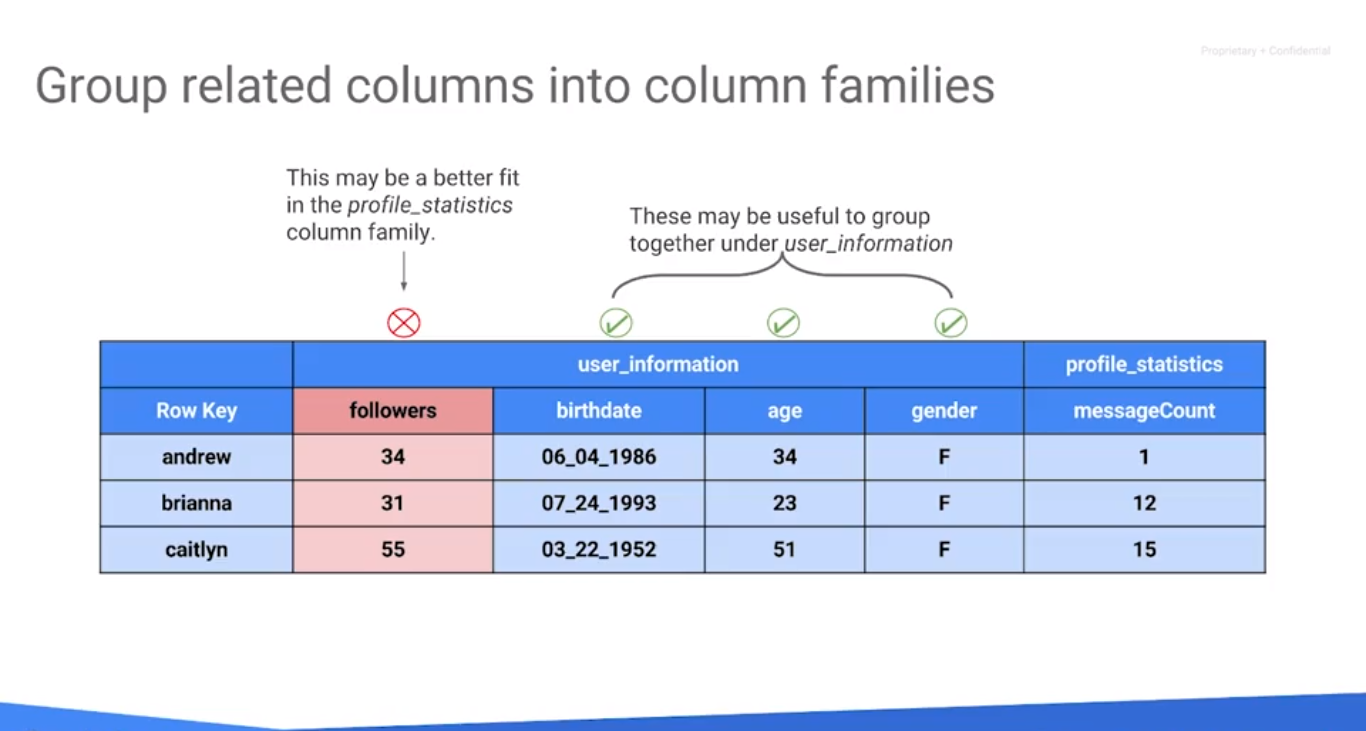 Proprietary + Confidential
Group related columns into column families
This may be a better fit
in the profile_statistics
column family.
These may be useful to group
together under user_information
user_information profile_statistics
Row Key followers birthdate age gender messageCount
andrew 34 06_04_1986 34 F 1
brianna 31 07_24_1993 23 F 12
caitlyn 55 03_22_1952 51 F 15